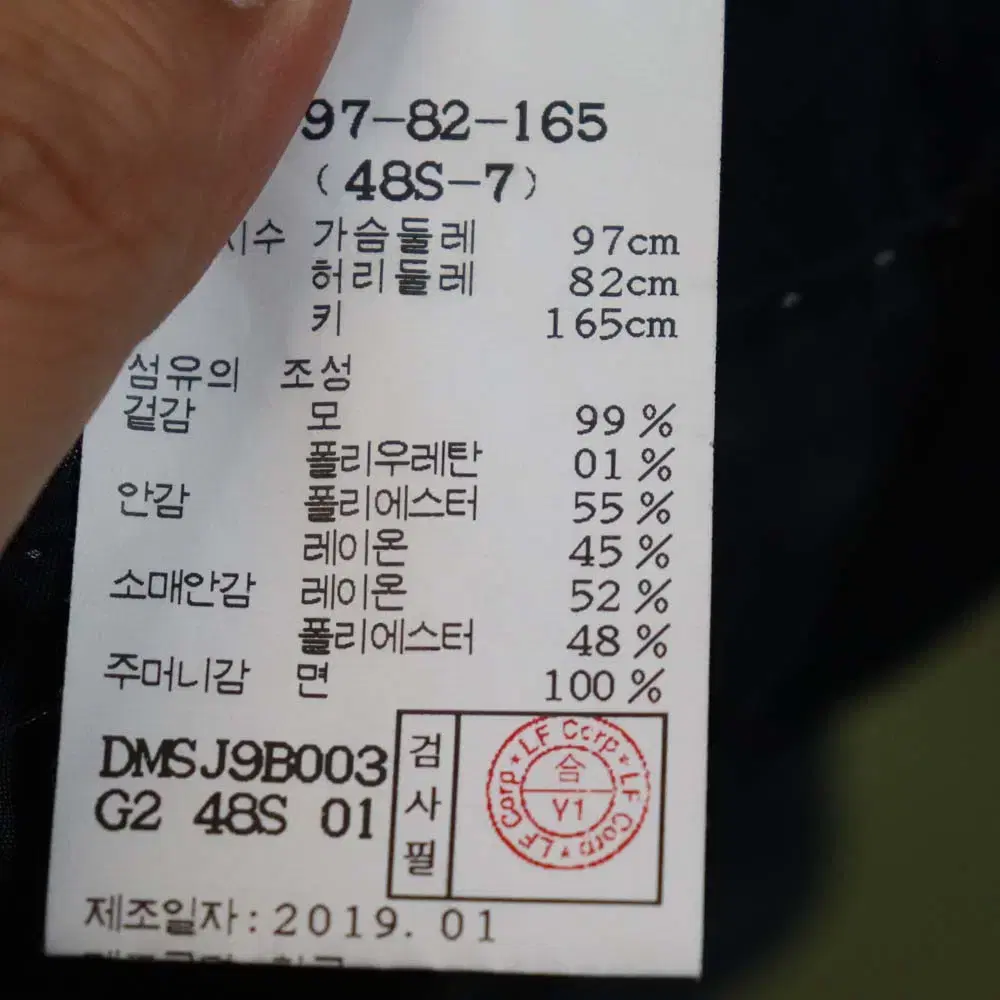 97-82-165
(48S-7)
치수 가슴둘레 97cm
허리둘레 82cm
키 165cm
섬유의 조성
겉감 모 99 %
폴리우레탄 01 %
안감 폴리에스터 55 %
레이온 45 %
소매안감 레이온 52 %
폴리에스터 48 %
주머니감 면 100 %
DMSJ9B003
G2 48S 01
검사필
LF Corp ★ LF Corp ★ LF Corp ★
合
Y1
제조일자: 2019. 01